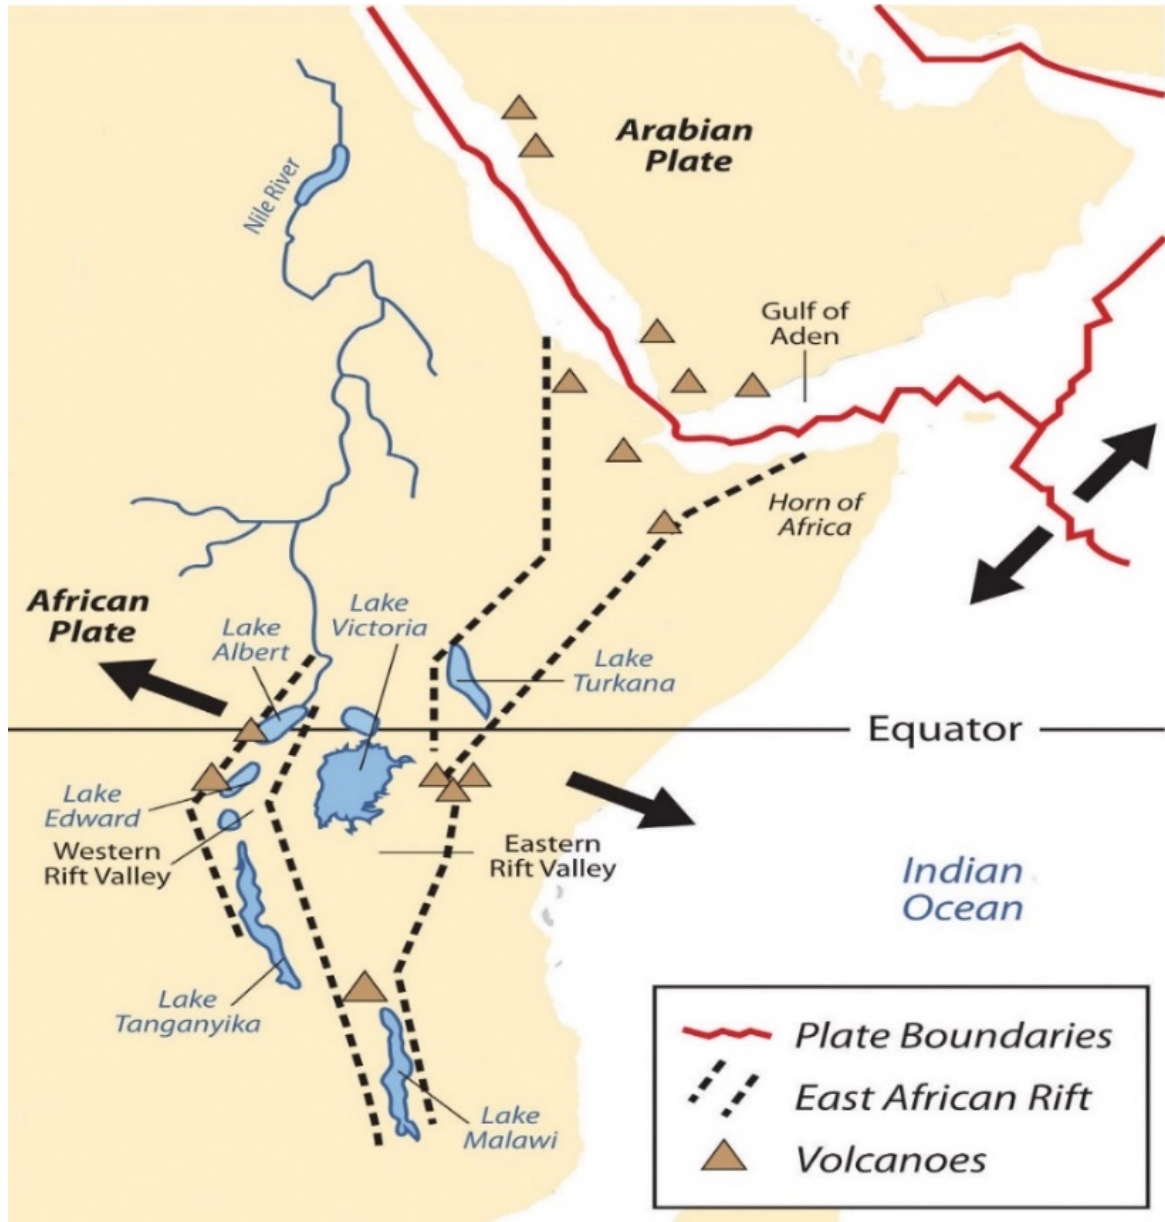 Arabian
Plate
Nile River
Gulf of
Aden
Horn of
Africa
African
Plate
Lake
Albert
Lake
Victoria
Lake
Turkana
Equator
Lake
Edward
Western
Rift Valley
Eastern
Rift Valley
Indian
Ocean
Lake
Tanganyika
Lake
Malawi
Plate Boundaries
East African Rift
Volcanoes